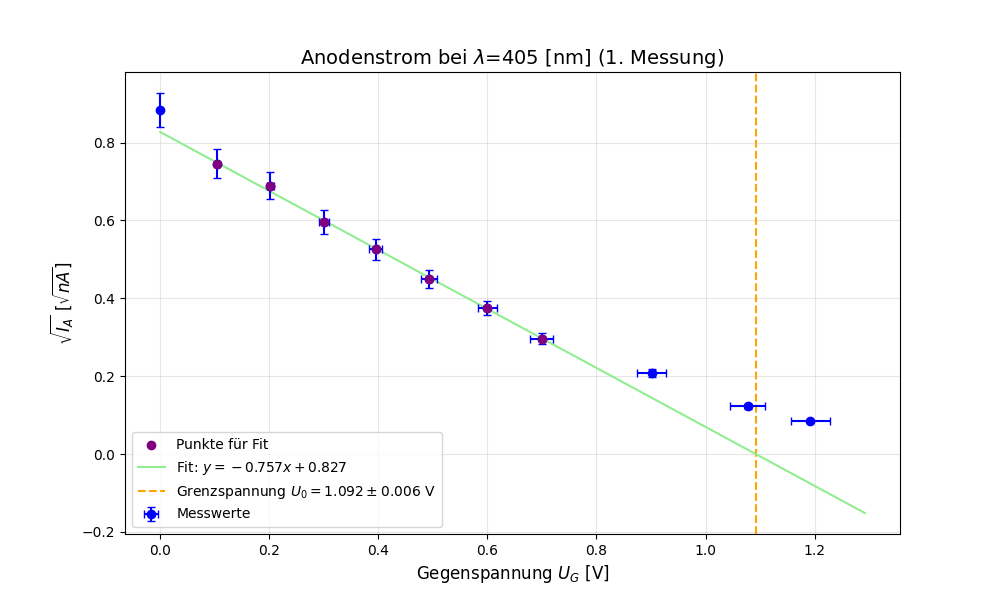 Anodenstrom bei λ=405 [nm] (1. Messung)
√I_A [√nA]
0.8
0.6
0.4
0.2
0.0
−0.2
Punkte für Fit
Fit: y = −0.757x + 0.827
Grenzspannung U_0 = 1.092 ± 0.006 V
Messwerte
0.0 0.2 0.4 0.6 0.8 1.0 1.2
Gegenspannung U_G [V]